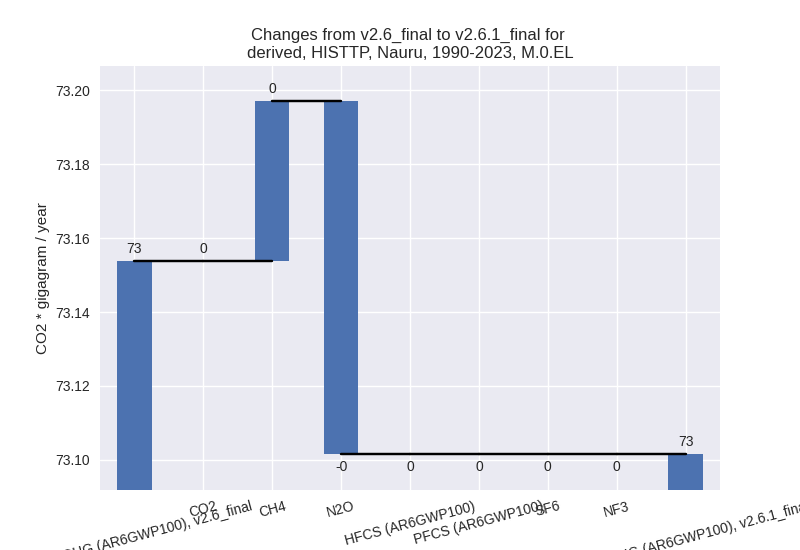 Changes from v2.6_final to v2.6.1_final for
derived, HISTTP, Nauru, 1990-2023, M.0.EL
CO2 * gigagram / year
73.20
73.18
73.16
73.14
73.12
73.10
73
0
0
-0
0
0
0
0
73
(AR6GWP100), v2.6_final
CO2
CH4
N2O
HFCS (AR6GWP100)
PFCS (AR6GWP100)
SF6
NF3
(AR6GWP100), v2.6.1_fina